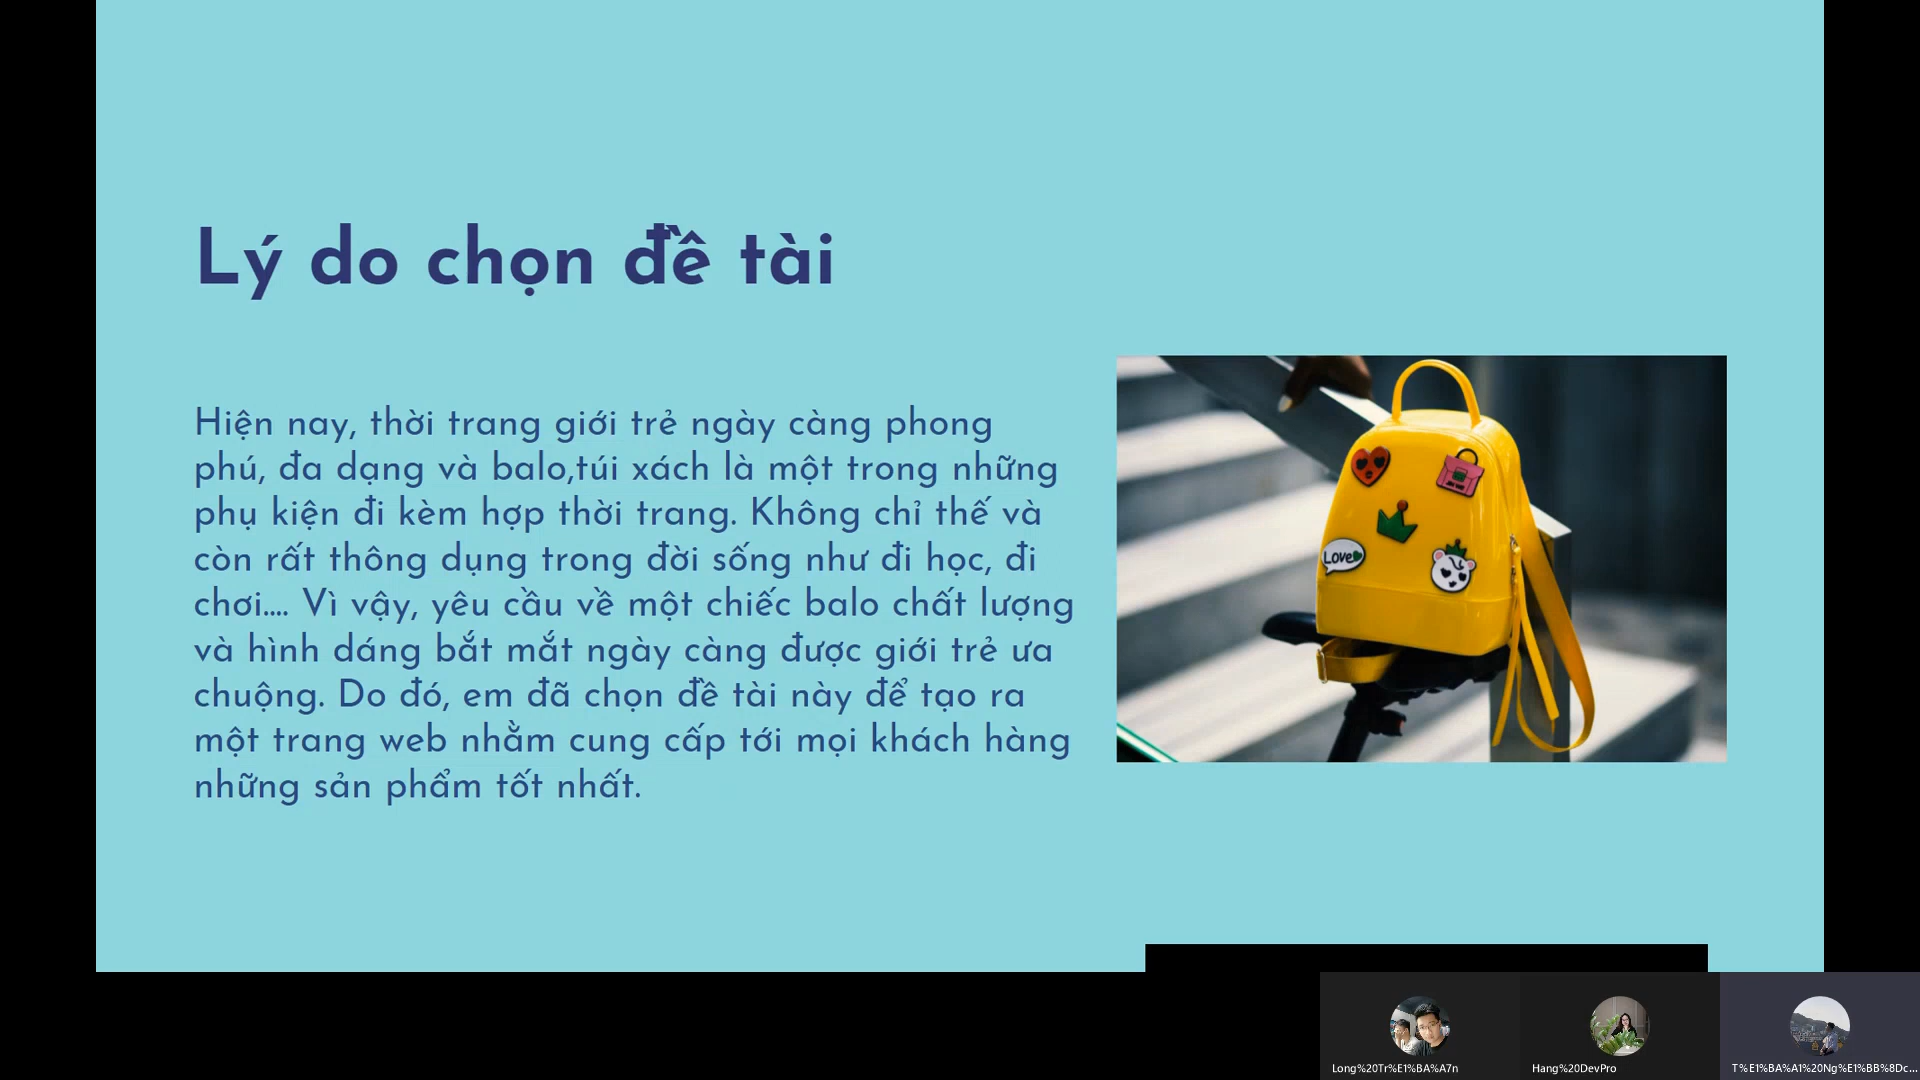 Lý do chọn đề tài
Hiện nay, thời trang giới trẻ ngày càng phong
phú, đa dạng và balo,túi xách là một trong những
phụ kiện đi kèm hợp thời trang. Không chỉ thế và
còn rất thông dụng trong đời sống như đi học, đi
chơi.... Vì vậy, yêu cầu về một chiếc balo chất lượng
và hình dáng bắt mắt ngày càng được giới trẻ ưa
chuộng. Do đó, em đã chọn đề tài này để tạo ra
một trang web nhằm cung cấp tới mọi khách hàng
những sản phẩm tốt nhất.
Love
Long%20Tr%E1%BA%A7n
Hang%20DevPro
T%E1%BA%A1%20Ng%E1%BB%8Dc...